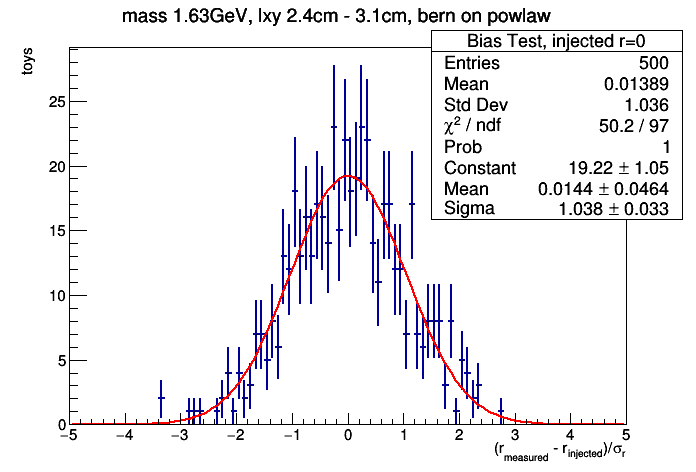 mass 1.63GeV, lxy 2.4cm - 3.1cm, bern on powlaw
Bias Test, injected r=0
Entries 500
Mean 0.01389
Std Dev 1.036
χ² / ndf 50.2 / 97
Prob 1
Constant 19.22 ± 1.05
Mean 0.0144 ± 0.0464
Sigma 1.038 ± 0.033
toys
25
20
15
10
5
0
−5 −4 −3 −2 −1 0 1 2 3 4 5
(r_measured - r_injected)/σ_r